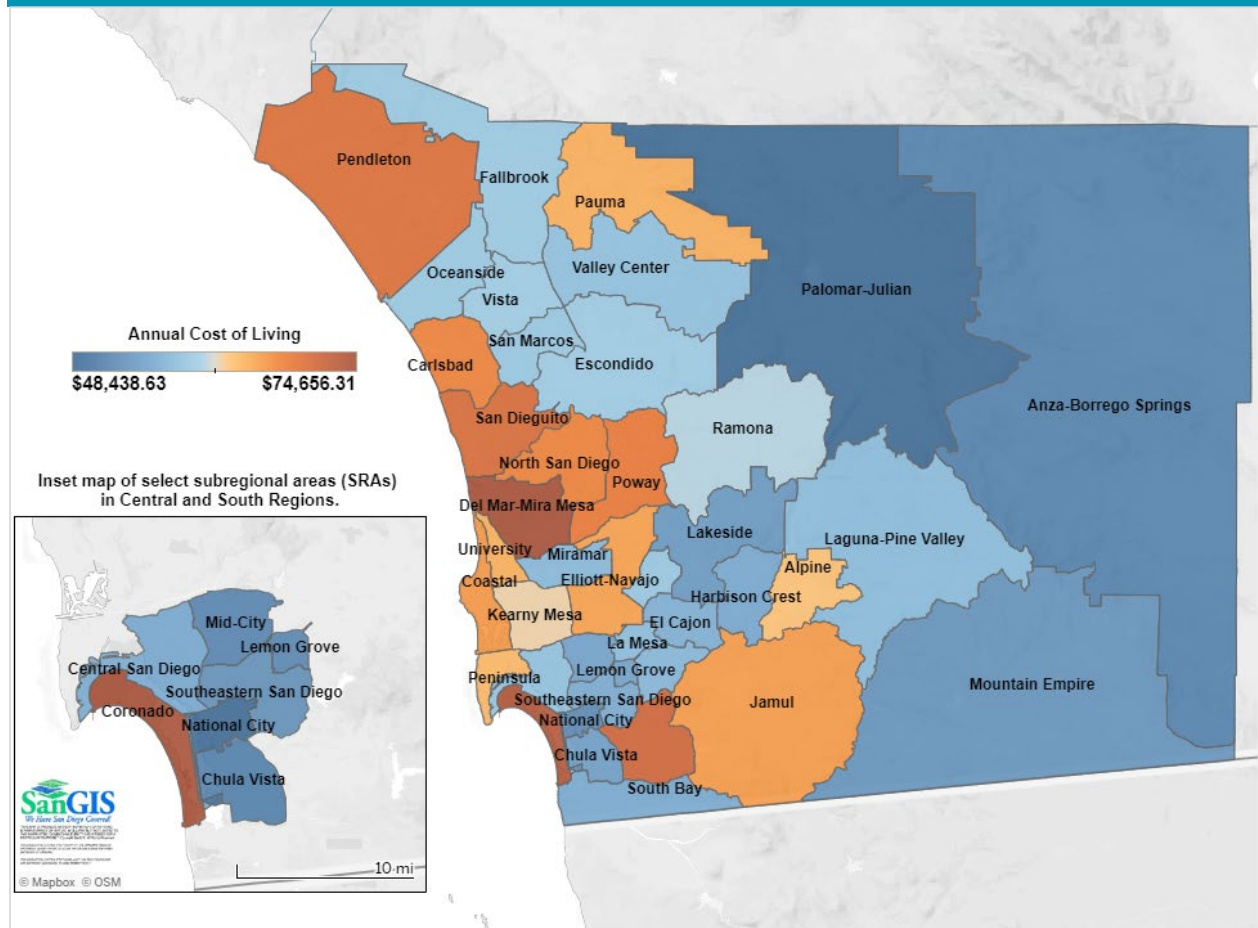 Pendleton
Fallbrook
Pauma
Oceanside
Valley Center
Vista
Palomar-Julian
Annual Cost of Living
$48,438.63
$74,656.31
San Marcos
Carlsbad
Escondido
Anza-Borrego Springs
San Dieguito
Ramona
North San Diego
Poway
Inset map of select subregional areas (SRAs)
in Central and South Regions.
Del Mar-Mira Mesa
Lakeside
Laguna-Pine Valley
University
Miramar
Alpine
Coastal
Elliott-Navajo
Harbison Crest
Kearny Mesa
El Cajon
La Mesa
Peninsula
Lemon Grove
Southeastern San Diego
Jamul
Mountain Empire
National City
Chula Vista
South Bay
Mid-City
Lemon Grove
Central San Diego
Southeastern San Diego
Coronado
National City
Chula Vista
SanGIS
We Have San Diego Covered!
10 mi
© Mapbox © OSM